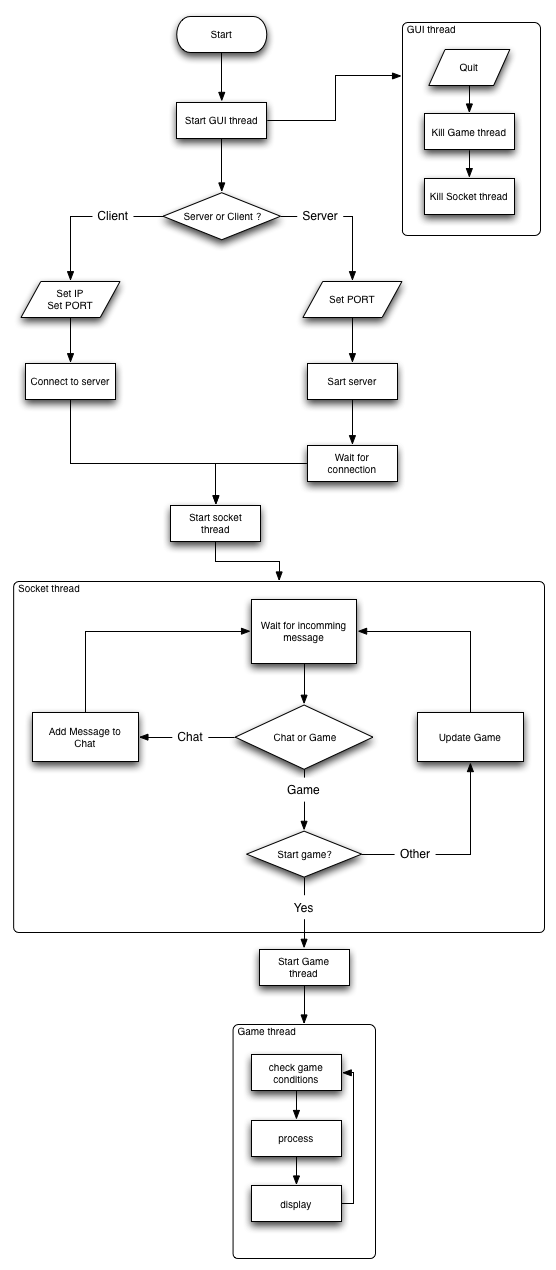 Start
GUI thread
Quit
Start GUI thread
Kill Game thread
Kill Socket thread
Server or Client ?
Client
Server
Set IP
Set PORT
Set PORT
Connect to server
Sart server
Wait for
connection
Start socket
thread
Socket thread
Wait for incomming
message
Add Message to
Chat
Chat
Chat or Game
Update Game
Game
Start game?
Other
Yes
Start Game
thread
Game thread
check game
conditions
process
display